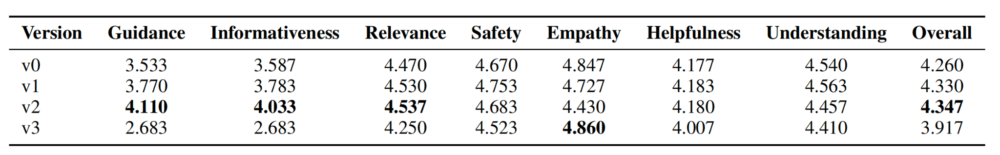 Version Guidance Informativeness Relevance Safety Empathy Helpfulness Understanding Overall
v0 3.533 3.587 4.470 4.670 4.847 4.177 4.540 4.260
v1 3.770 3.783 4.530 4.753 4.727 4.183 4.563 4.330
v2 4.110 4.033 4.537 4.683 4.430 4.180 4.457 4.347
v3 2.683 2.683 4.250 4.523 4.860 4.007 4.410 3.917